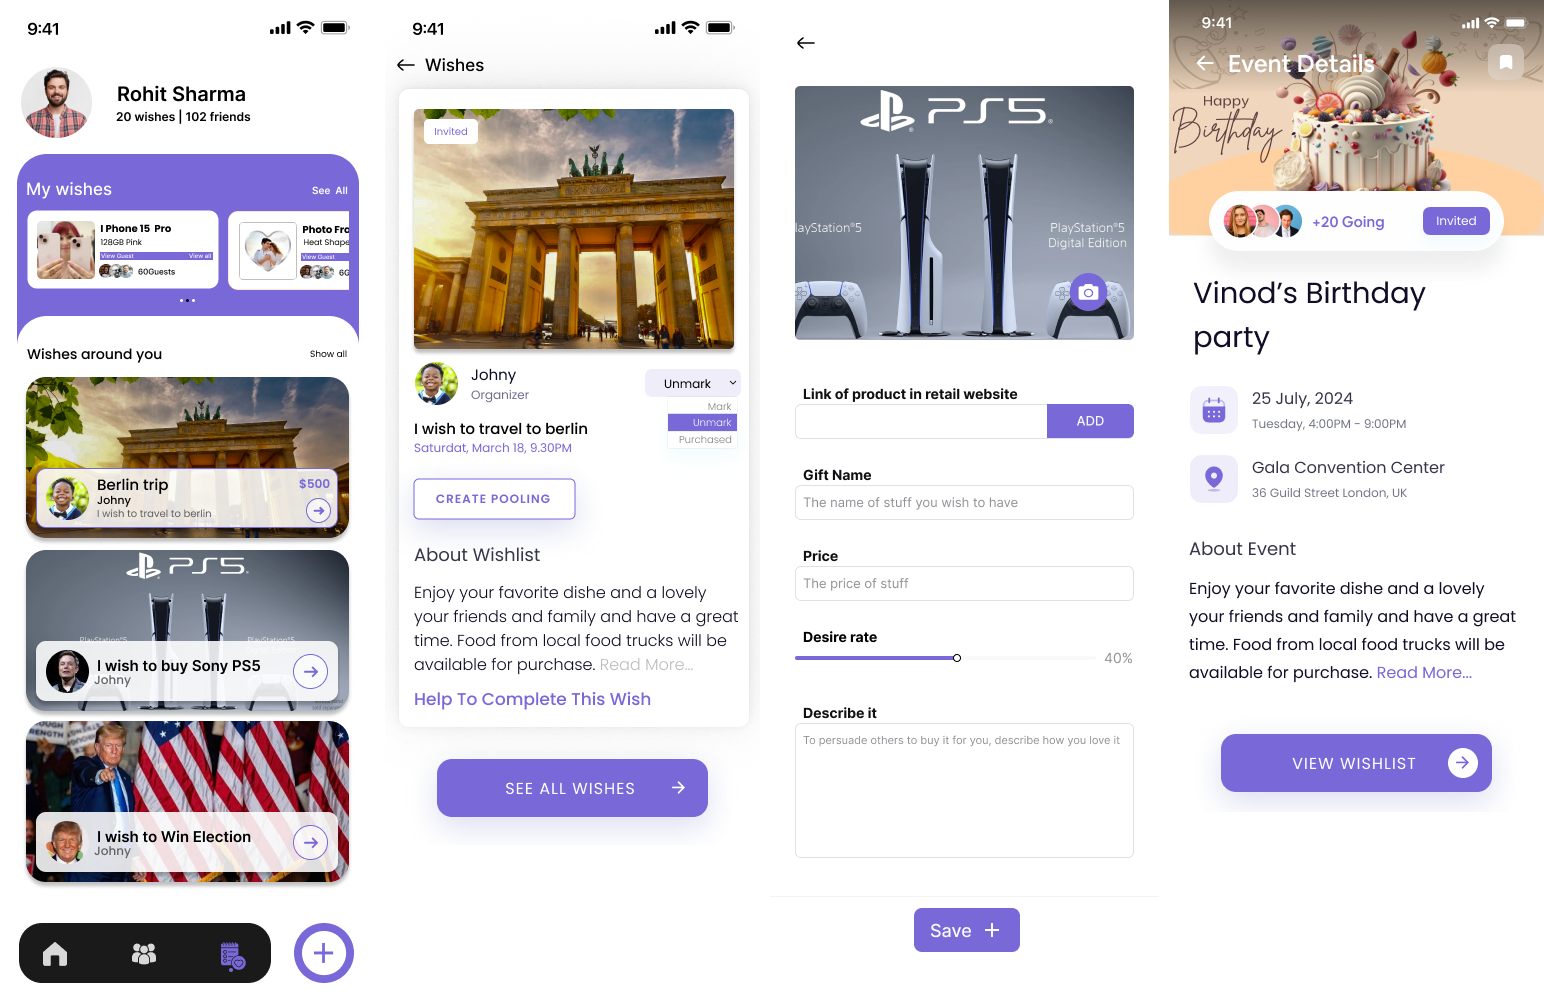 9:41
Rohit Sharma
20 wishes | 102 friends
My wishes
See All
I Phone 15 Pro
128GB Pink
View Guest View all
60Guests
Photo Fra
Heat Shape
View Guest
6G
Wishes around you
Show all
Berlin trip
$500
Johny
I wish to travel to berlin
PS5
PlayStation®5
PlayStation®5
I wish to buy Sony PS5
Johny
I wish to Win Election
Johny
9:41
Wishes
Invited
Johny
Organizer
Unmark
Mark
Unmark
Purchased
I wish to travel to berlin
Saturdat, March 18, 9.30PM
CREATE POOLING
About Wishlist
Enjoy your favorite dishe and a lovely
your friends and family and have a great
time. Food from local food trucks will be
available for purchase. Read More...
Help To Complete This Wish
SEE ALL WISHES
PS5®
layStation®5
PlayStation®5
Digital Edition
Link of product in retail website
ADD
Gift Name
The name of stuff you wish to have
Price
The price of stuff
Desire rate
40%
Describe it
To persuade others to buy it for you, describe how you love it
Save
9:41
Event Details
Happy
Birthday
+20 Going
Invited
Vinod’s Birthday
party
25 July, 2024
Tuesday, 4:00PM - 9:00PM
Gala Convention Center
36 Guild Street London, UK
About Event
Enjoy your favorite dishe and a lovely
your friends and family and have a great
time. Food from local food trucks will be
available for purchase. Read More...
VIEW WISHLIST